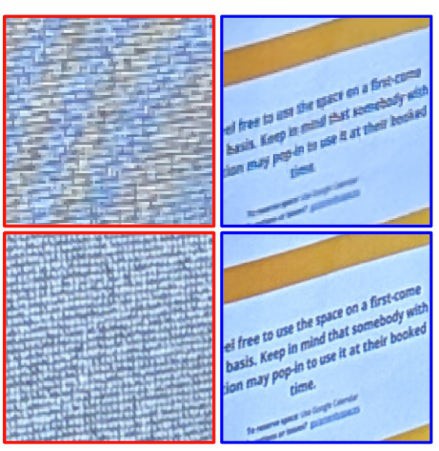 el free to use the space on a first-come
basis. Keep in mind that somebody with
tion may pop-in to use it at their booked
time.
To reserve space: Use Google Calendar
el free to use the space on a first-come
basis. Keep in mind that somebody with
tion may pop-in to use it at their booked
time.
To reserve space: Use Google Calendar
or issues?